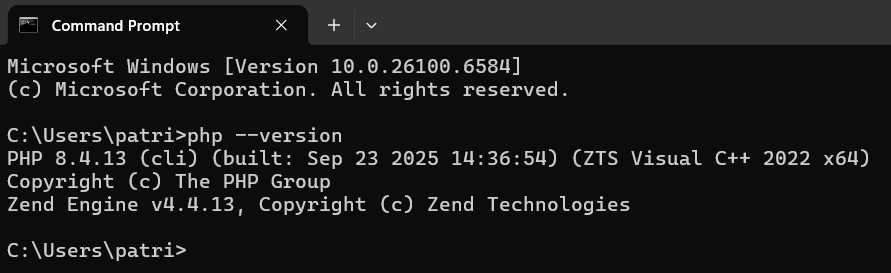 Command Prompt
Microsoft Windows [Version 10.0.26100.6584]
(c) Microsoft Corporation. All rights reserved.
C:\Users\patri>php --version
PHP 8.4.13 (cli) (built: Sep 23 2025 14:36:54) (ZTS Visual C++ 2022 x64)
Copyright (c) The PHP Group
Zend Engine v4.4.13, Copyright (c) Zend Technologies
C:\Users\patri>